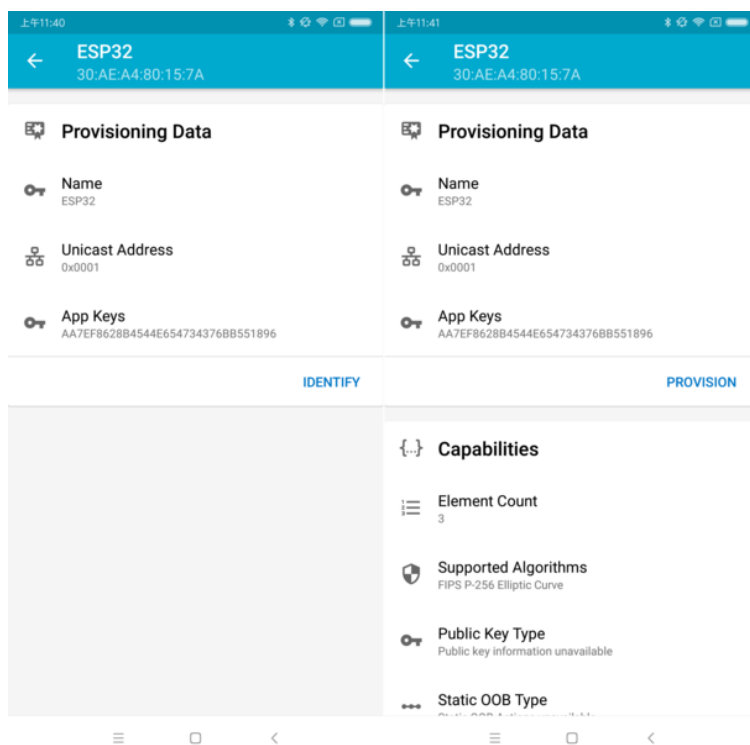 上午11:40
ESP32
30:AE:A4:80:15:7A
Provisioning Data
Name
ESP32
Unicast Address
0x0001
App Keys
AA7EF8628B4544E654734376BB551896
IDENTIFY
上午11:41
ESP32
30:AE:A4:80:15:7A
Provisioning Data
Name
ESP32
Unicast Address
0x0001
App Keys
AA7EF8628B4544E654734376BB551896
PROVISION
{...} Capabilities
Element Count
3
Supported Algorithms
FIPS P-256 Elliptic Curve
Public Key Type
Public key information unavailable
Static OOB Type